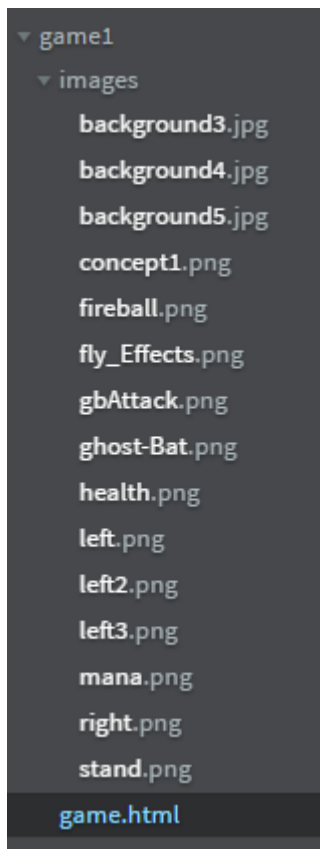 game1
images
background3.jpg
background4.jpg
background5.jpg
concept1.png
fireball.png
fly_Effects.png
gbAttack.png
ghost-Bat.png
health.png
left.png
left2.png
left3.png
mana.png
right.png
stand.png
game.html